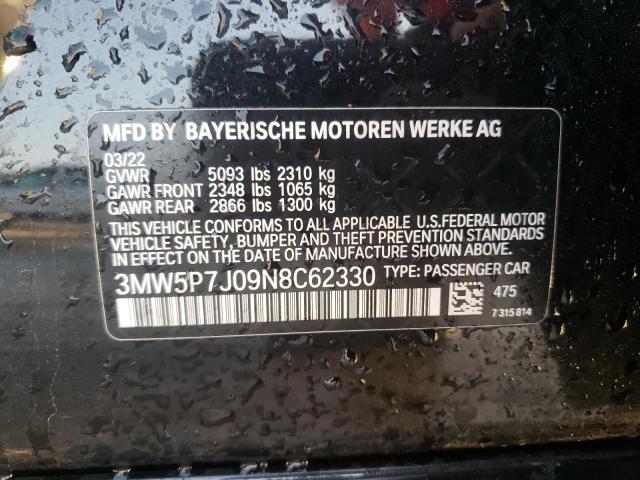 MFD BY BAYERISCHE MOTOREN WERKE AG
03/22
GVWR 5093 lbs 2310 kg
GAWR FRONT 2348 lbs 1065 kg
GAWR REAR 2866 lbs 1300 kg
THIS VEHICLE CONFORMS TO ALL APPLICABLE U.S.FEDERAL MOTOR
VEHICLE SAFETY, BUMPER AND THEFT PREVENTION STANDARDS
IN EFFECT ON THE DATE OF MANUFACTURE SHOWN ABOVE.
3MW5P7J09N8C62330 TYPE: PASSENGER CAR
475
7 315 814